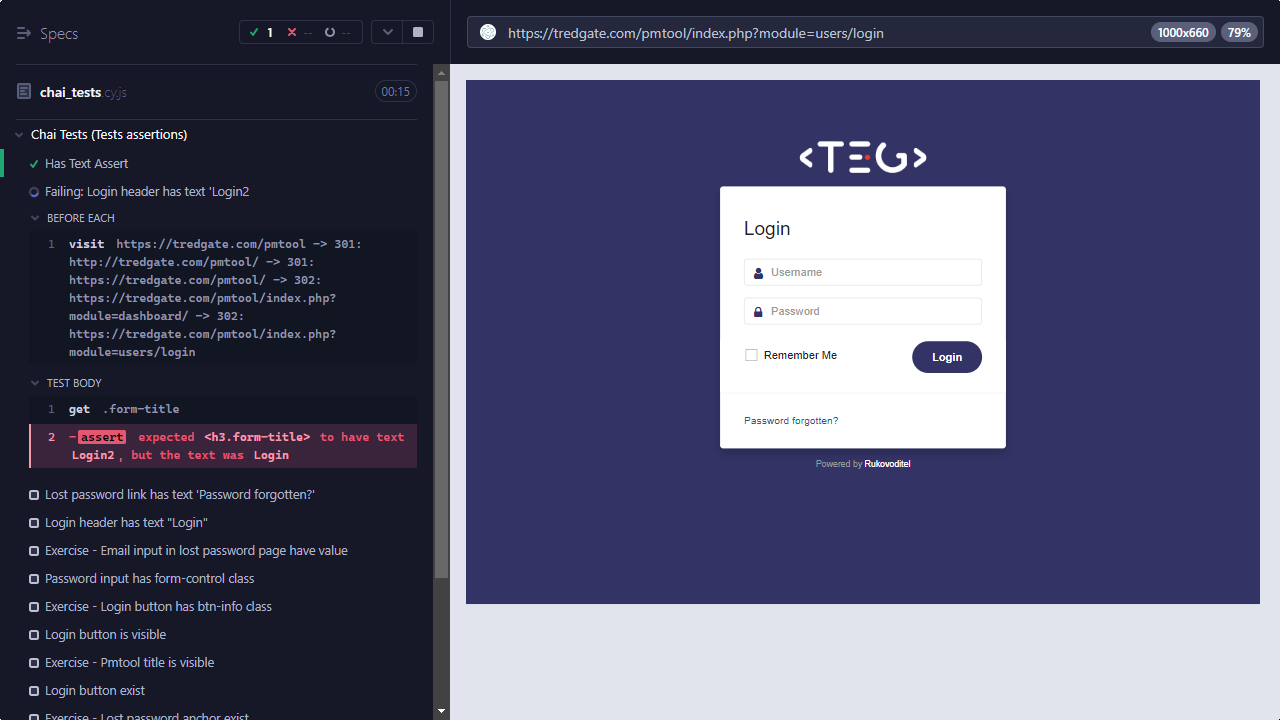 Specs
1
--
--
https://tredgate.com/pmtool/index.php?module=users/login
1000x660
79%
chai_tests.cy.js
00:15
Chai Tests (Tests assertions)
Has Text Assert
Failing: Login header has text 'Login2
BEFORE EACH
1 visit https://tredgate.com/pmtool -> 301:
http://tredgate.com/pmtool/ -> 301:
https://tredgate.com/pmtool/ -> 302:
https://tredgate.com/pmtool/index.php?
module=dashboard/ -> 302:
https://tredgate.com/pmtool/index.php?
module=users/login
TEST BODY
1 get .form-title
2 -assert expected <h3.form-title> to have text
Login2, but the text was Login
Lost password link has text 'Password forgotten?'
Login header has text "Login"
Exercise - Email input in lost password page have value
Password input has form-control class
Exercise - Login button has btn-info class
Login button is visible
Exercise - Pmtool title is visible
Login button exist
Exercise - Lost password anchor exist
<TEG>
Login
Username
Password
Remember Me
Login
Password forgotten?
Powered by Rukovoditel